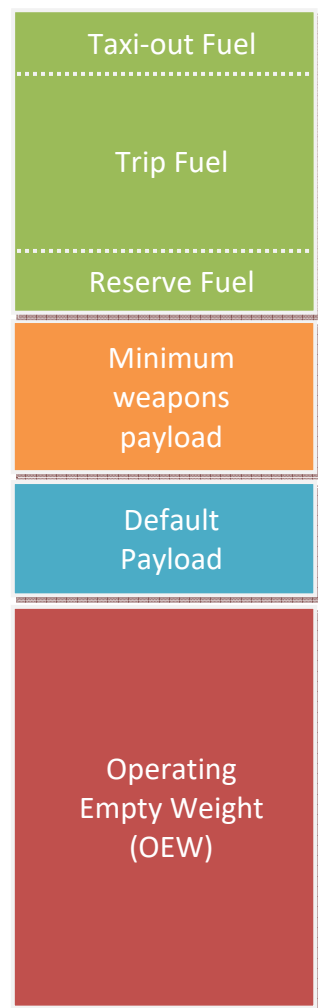 Taxi-out Fuel
Trip Fuel
Reserve Fuel
Minimum
weapons
payload
Default
Payload
Operating
Empty Weight
(OEW)